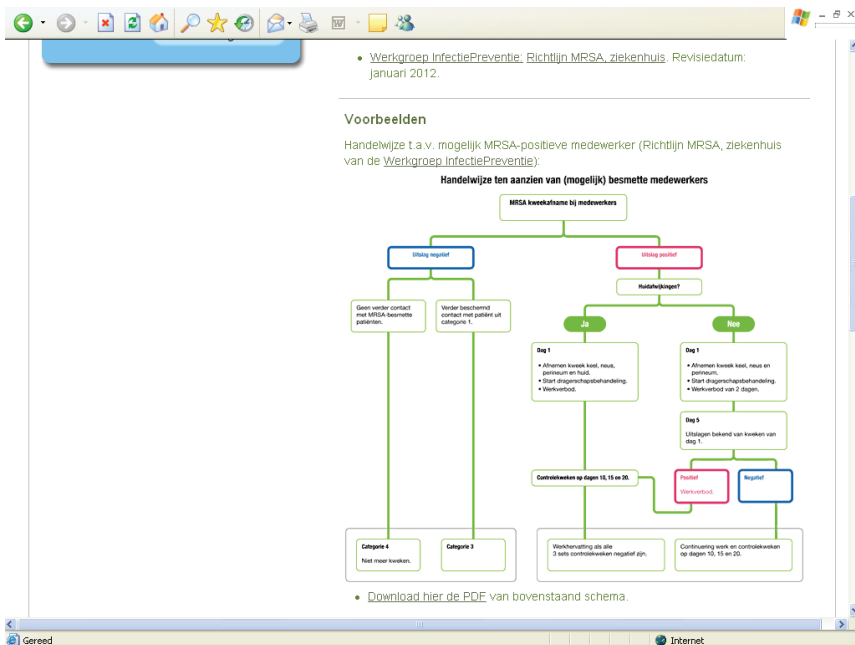 • Werkgroep InfectiePreventie: Richtlijn MRSA, ziekenhuis. Revisiedatum:
januari 2012.
Voorbeelden
Handelwijze t.a.v. mogelijk MRSA-positieve medewerker (Richtlijn MRSA, ziekenhuis
van de Werkgroep InfectiePreventie):
Handelwijze ten aanzien van (mogelijk) besmette medewerkers
MRSA kweekafname bij medewerkers
Uitslag negatief
Uitslag positief
Huidafwijkingen?
Geen verder contact
met MRSA-besmette
patiënten.
Verder beschermd
contact met patiënt uit
categorie 1.
Ja
Nee
Dag 1
• Afnemen kweek keel, neus,
perineum en huid.
• Start dragerschapsbehandeling.
• Werkverbod.
Dag 1
• Afnemen kweek keel, neus en
perineum.
• Start dragerschapsbehandeling.
• Werkverbod van 2 dagen.
Dag 5
Uitslagen bekend van kweken van
dag 1.
Controlekweken op dagen 10, 15 en 20.
Positief
Werkverbod.
Negatief
Categorie 4
Niet meer kweken.
Categorie 3
Werkhervatting als alle
3 sets controlekweken negatief zijn.
Continuering werk en controlekweken
op dagen 10, 15 en 20.
• Download hier de PDF van bovenstaand schema.
Gereed
Internet